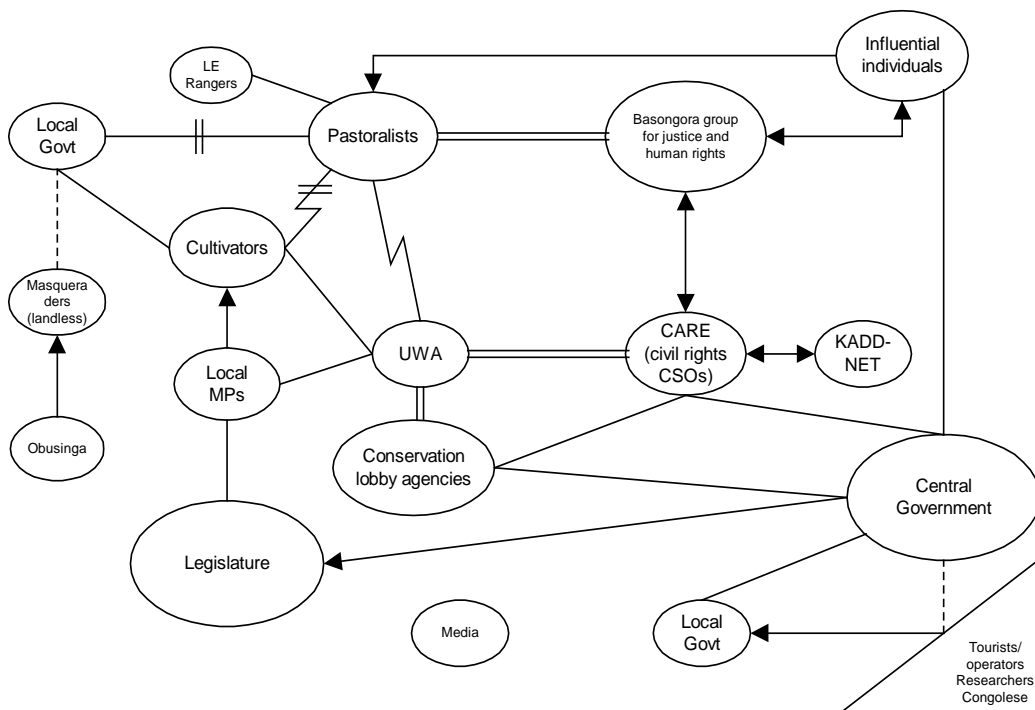 Influential
individuals
LE
Rangers
Local
Govt
Pastoralists
Basongora group
for justice and
human rights
Cultivators
Masquera
ders
(landless)
UWA
CARE
(civil rights
CSOs)
KADD-
NET
Local
MPs
Obusinga
Conservation
lobby agencies
Central
Government
Legislature
Media
Local
Govt
Tourists/
operators
Researchers
Congolese